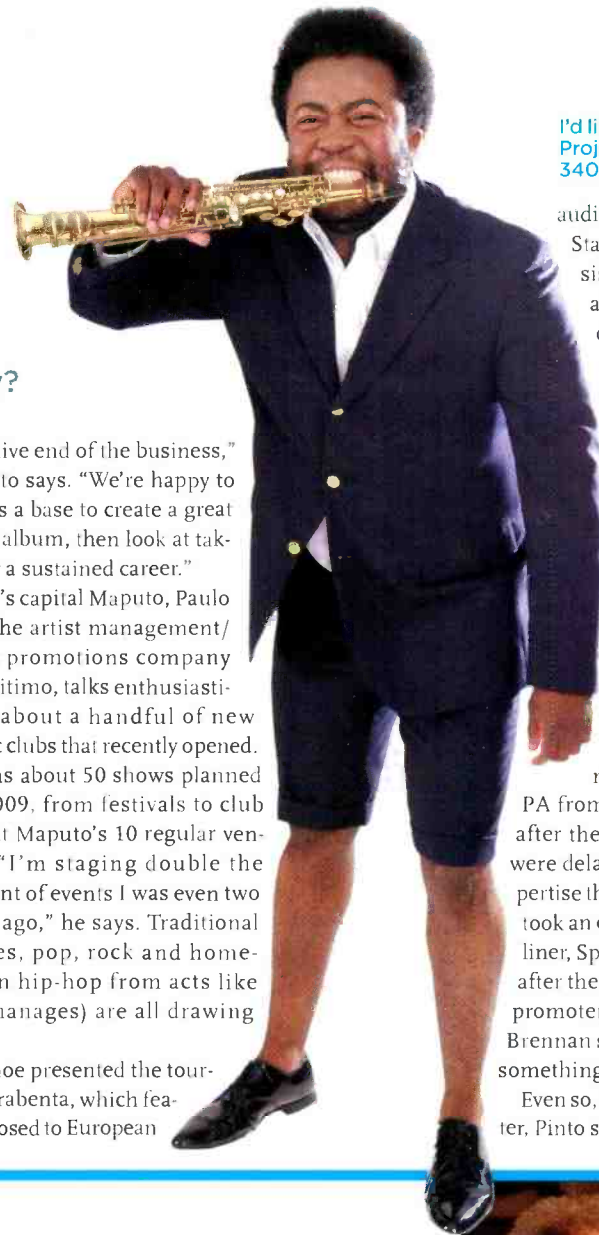 y?
ive end of the business,”
to says. “We're happy to
s a base to create a great
album, then look at tak-
a sustained career.”
's capital Maputo, Paulo
he artist management/
promotions company
itimo, talks enthusiasti-
about a handful of new
t clubs that recently opened.
as about 50 shows planned
009, from festivals to club
t Maputo's 10 regular ven-
“I'm staging double the
nt of events I was even two
ago,” he says. Traditional
es, pop, rock and home-
n hip-hop from acts like
anages) are all drawing
oe presented the tour-
rabenta, which fea-
osed to European
I'd li
Proj
340
audi
Sta
si
a
PA from
after the
were dela
pertise th
took an
liner, Sp
after the
promoter
Brennan s
something
Even so,
ter, Pinto s